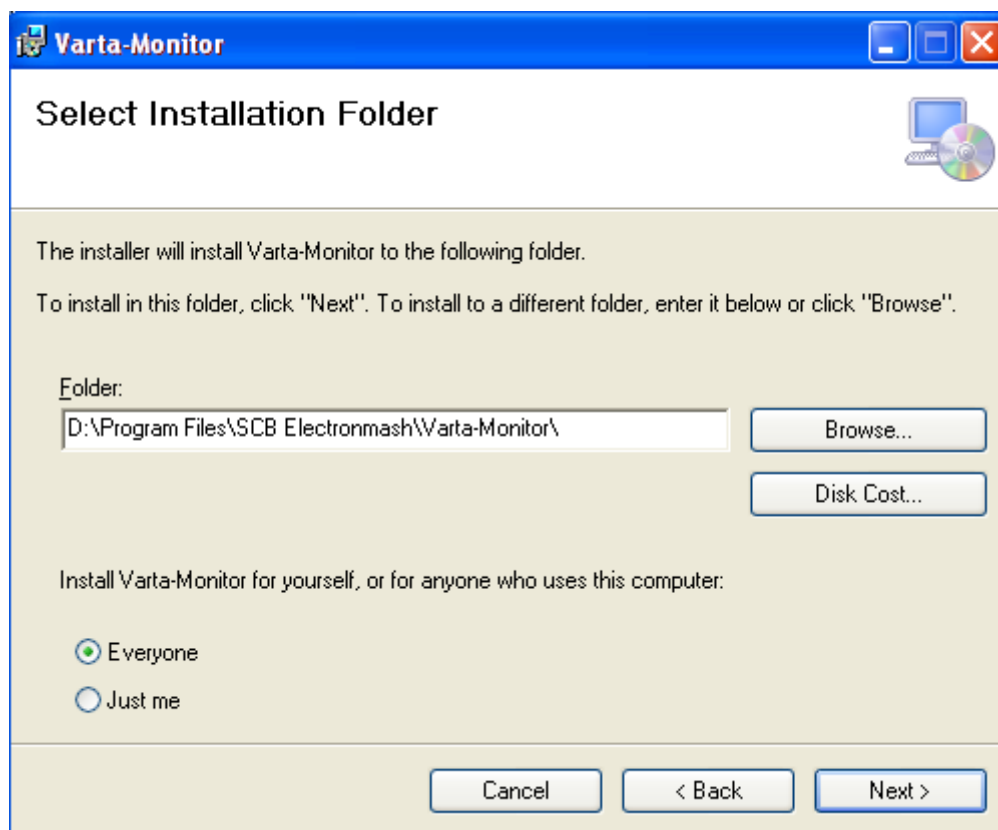 Varta-Monitor
Select Installation Folder
The installer will install Varta-Monitor to the following folder.
To install in this folder, click "Next". To install to a different folder, enter it below or click "Browse".
Folder:
D:\Program Files\SCB Electronmash\Varta-Monitor\
Browse...
Disk Cost...
Install Varta-Monitor for yourself, or for anyone who uses this computer:
Everyone
Just me
Cancel
< Back
Next >